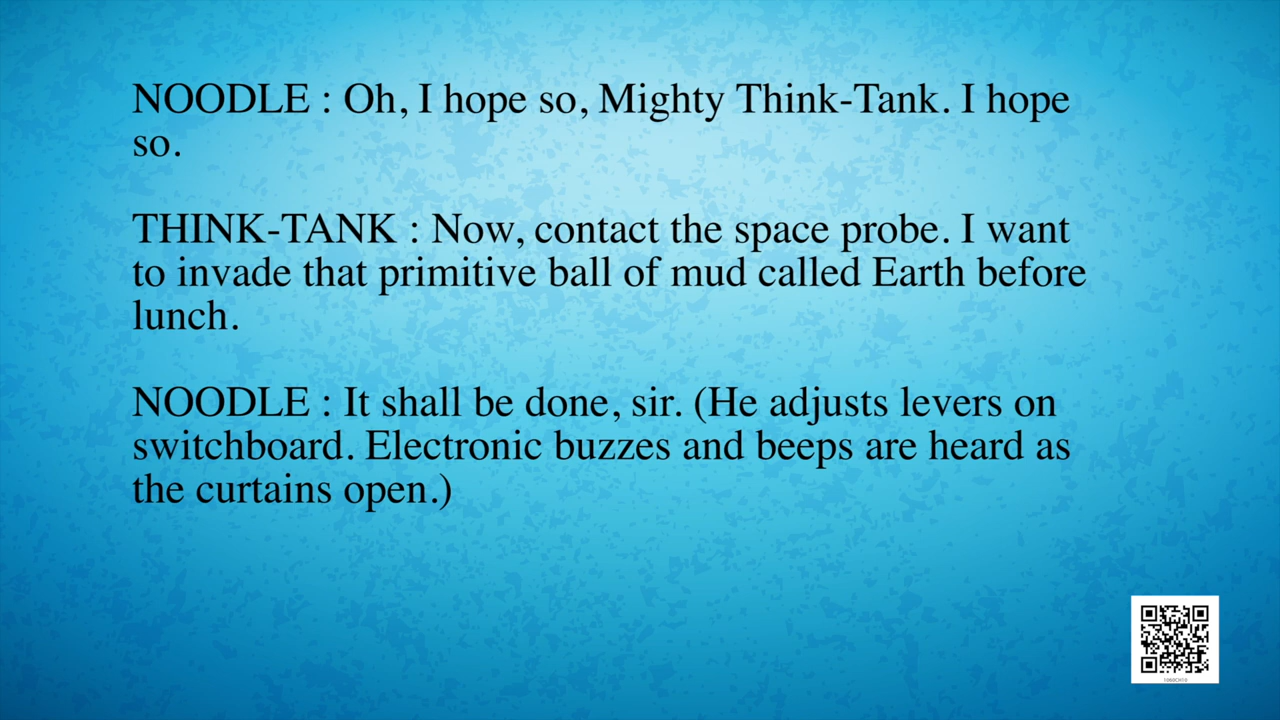 NOODLE : Oh, I hope so, Mighty Think-Tank. I hope
so.
THINK-TANK : Now, contact the space probe. I want
to invade that primitive ball of mud called Earth before
lunch.
NOODLE : It shall be done, sir. (He adjusts levers on
switchboard. Electronic buzzes and beeps are heard as
the curtains open.)